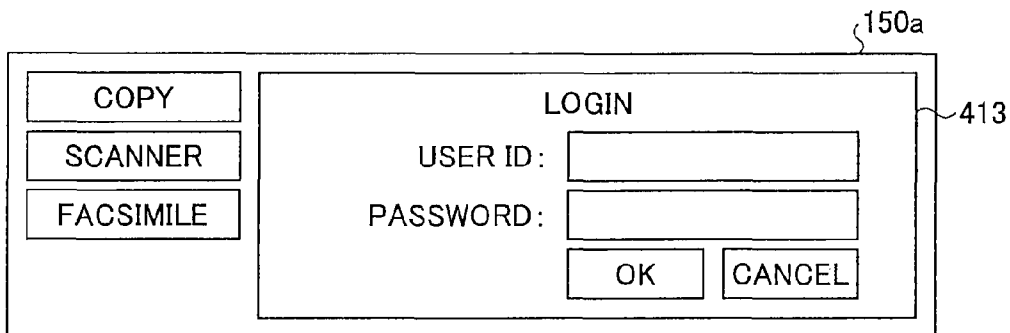 150a
COPY
SCANNER
FACSIMILE
LOGIN
413
USER ID:
PASSWORD:
OK
CANCEL